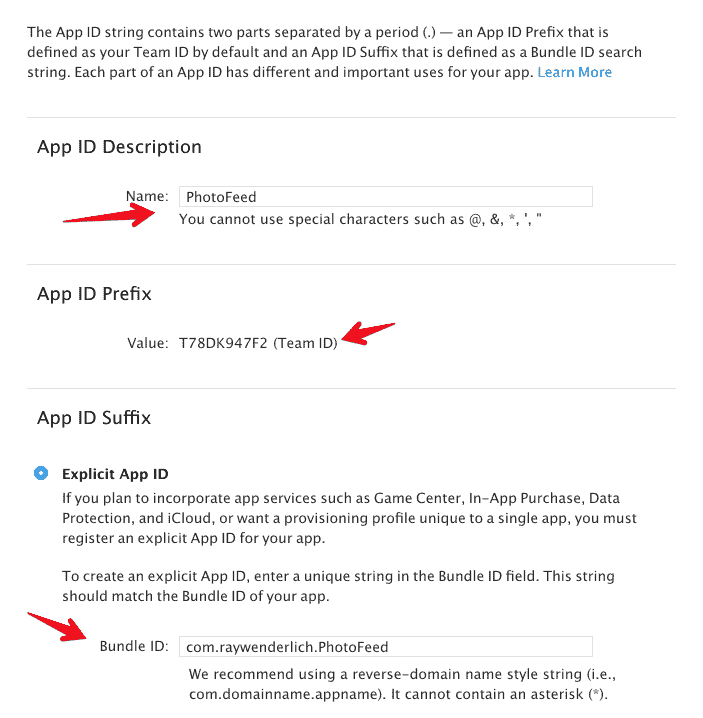 The App ID string contains two parts separated by a period (.) — an App ID Prefix that is
defined as your Team ID by default and an App ID Suffix that is defined as a Bundle ID search
string. Each part of an App ID has different and important uses for your app. Learn More
App ID Description
Name: PhotoFeed
You cannot use special characters such as @, &, *, ', "
App ID Prefix
Value: T78DK947F2 (Team ID)
App ID Suffix
Explicit App ID
If you plan to incorporate app services such as Game Center, In-App Purchase, Data
Protection, and iCloud, or want a provisioning profile unique to a single app, you must
register an explicit App ID for your app.
To create an explicit App ID, enter a unique string in the Bundle ID field. This string
should match the Bundle ID of your app.
Bundle ID: com.raywenderlich.PhotoFeed
We recommend using a reverse-domain name style string (i.e.,
com.domainname.appname). It cannot contain an asterisk (*).